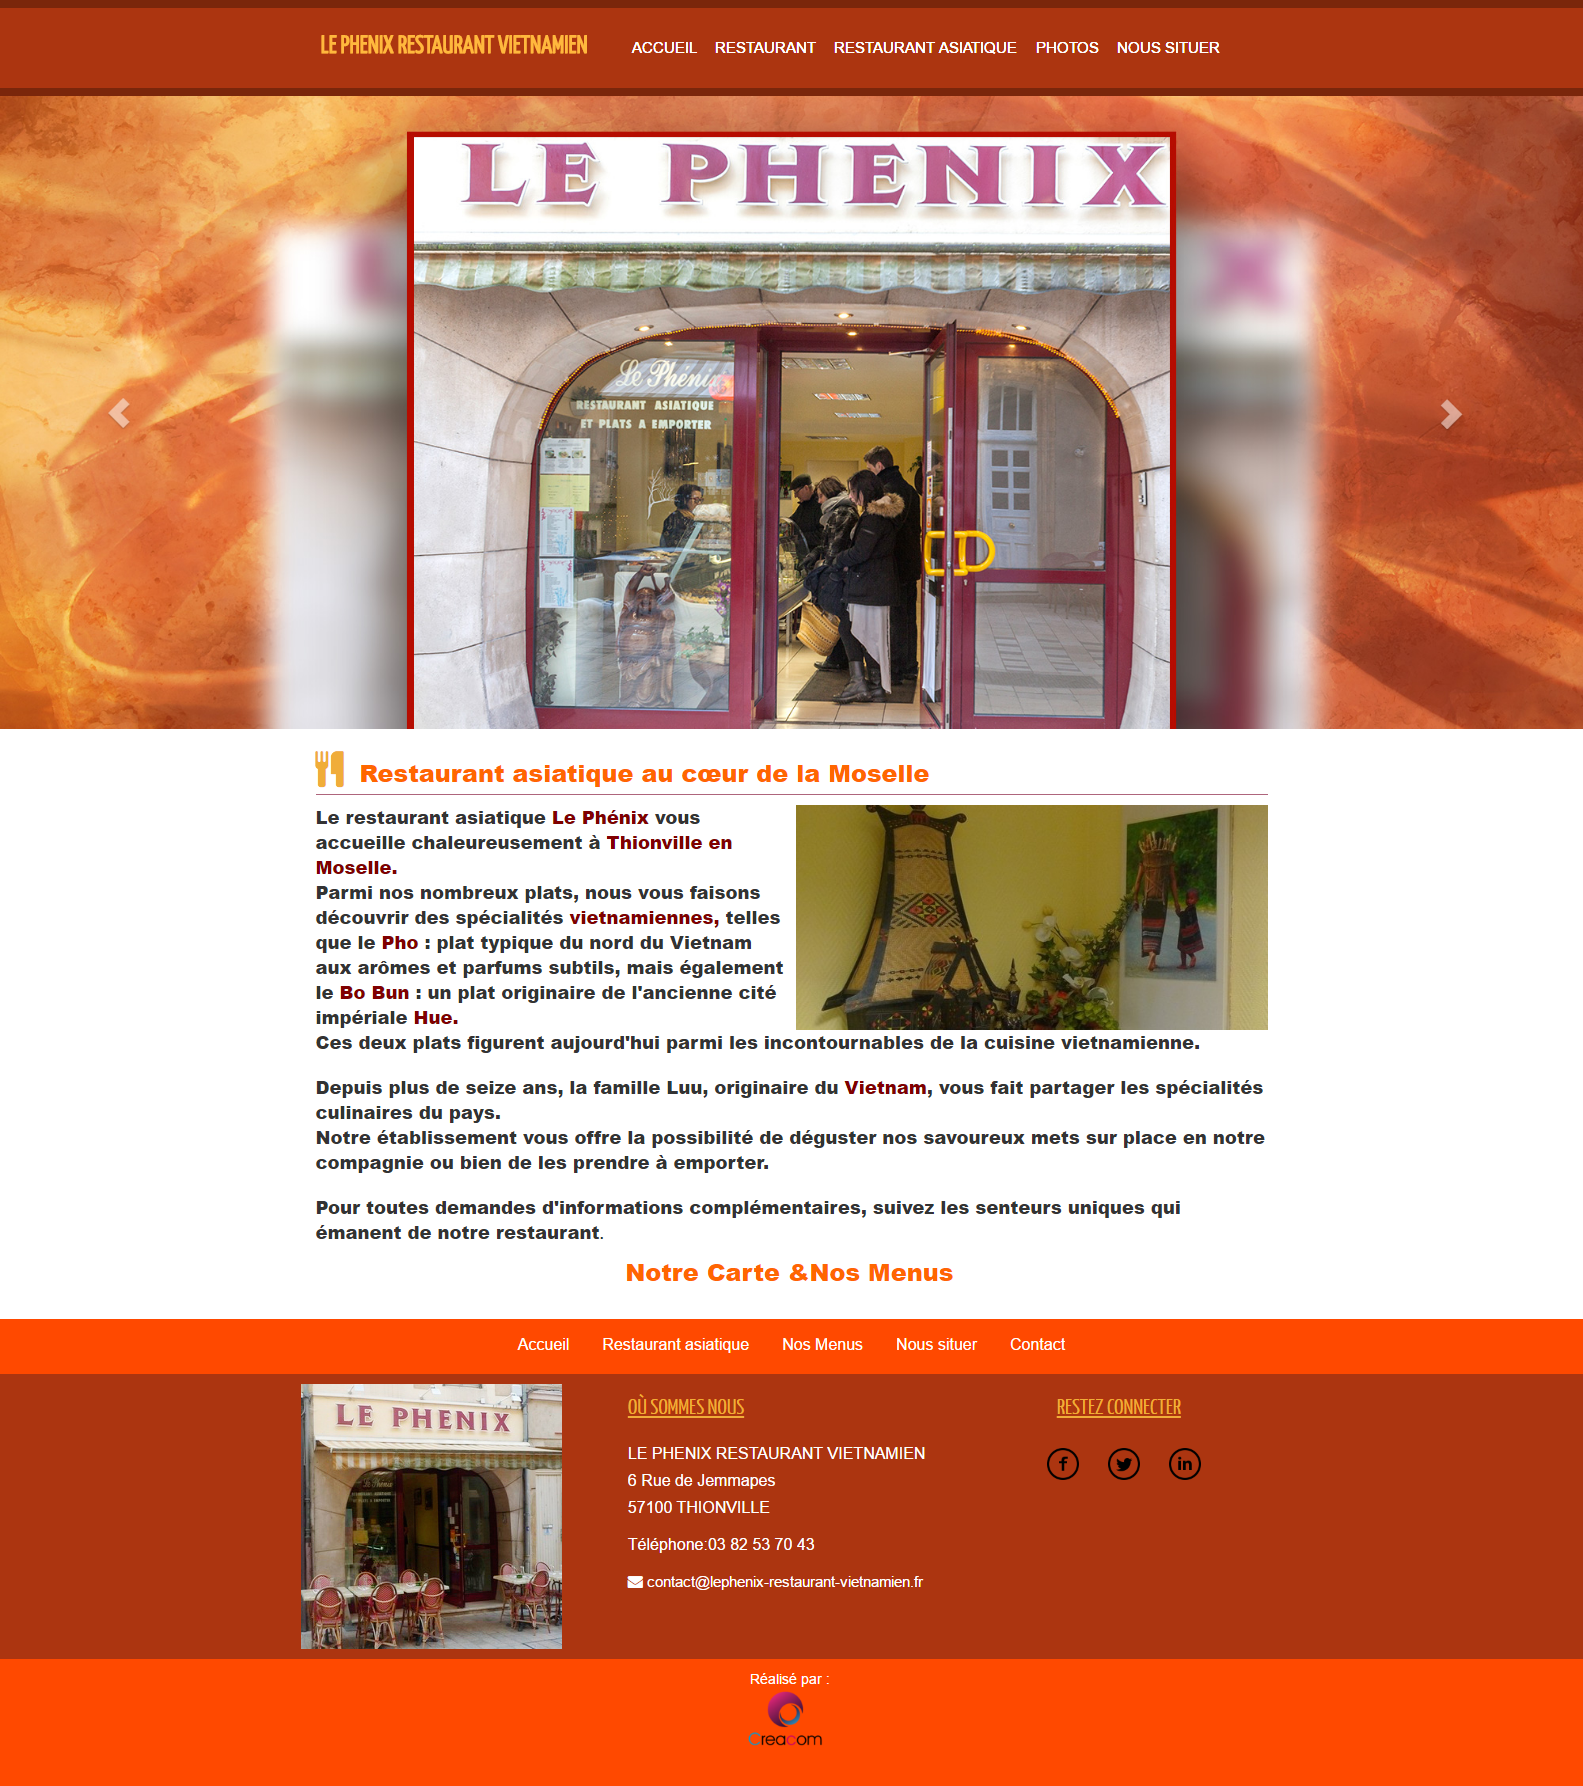 LE PHENIX RESTAURANT VIETNAMIEN
ACCUEIL RESTAURANT RESTAURANT ASIATIQUE PHOTOS NOUS SITUER
LE PHENIX
Le Phénix
RESTAURANT ASIATIQUE
ET PLATS A EMPORTER
Restaurant asiatique au cœur de la Moselle
Le restaurant asiatique Le Phénix vous
accueille chaleureusement à Thionville en
Moselle.
Parmi nos nombreux plats, nous vous faisons
découvrir des spécialités vietnamiennes, telles
que le Pho : plat typique du nord du Vietnam
aux arômes et parfums subtils, mais également
le Bo Bun : un plat originaire de l'ancienne cité
impériale Hue.
Ces deux plats figurent aujourd'hui parmi les incontournables de la cuisine vietnamienne.
Depuis plus de seize ans, la famille Luu, originaire du Vietnam, vous fait partager les spécialités
culinaires du pays.
Notre établissement vous offre la possibilité de déguster nos savoureux mets sur place en notre
compagnie ou bien de les prendre à emporter.
Pour toutes demandes d'informations complémentaires, suivez les senteurs uniques qui
émanent de notre restaurant.
Notre Carte &Nos Menus
Accueil Restaurant asiatique Nos Menus Nous situer Contact
LE PHENIX
Le Phénix
OÙ SOMMES NOUS
LE PHENIX RESTAURANT VIETNAMIEN
6 Rue de Jemmapes
57100 THIONVILLE
Téléphone:03 82 53 70 43
contact@lephenix-restaurant-vietnamien.fr
RESTEZ CONNECTER
Réalisé par :
Creacom